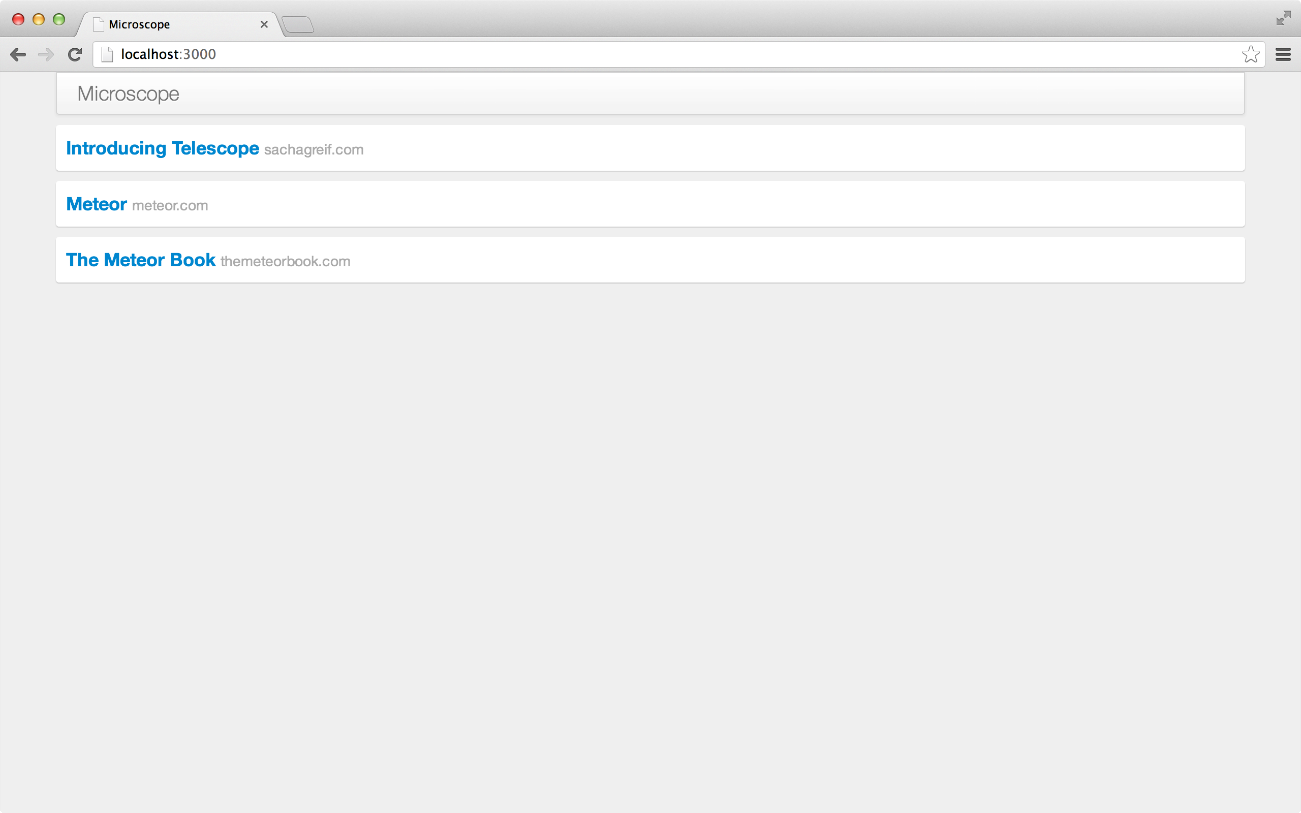 Microscope
localhost:3000
Microscope
Introducing Telescope sachagreif.com
Meteor meteor.com
The Meteor Book themeteorbook.com